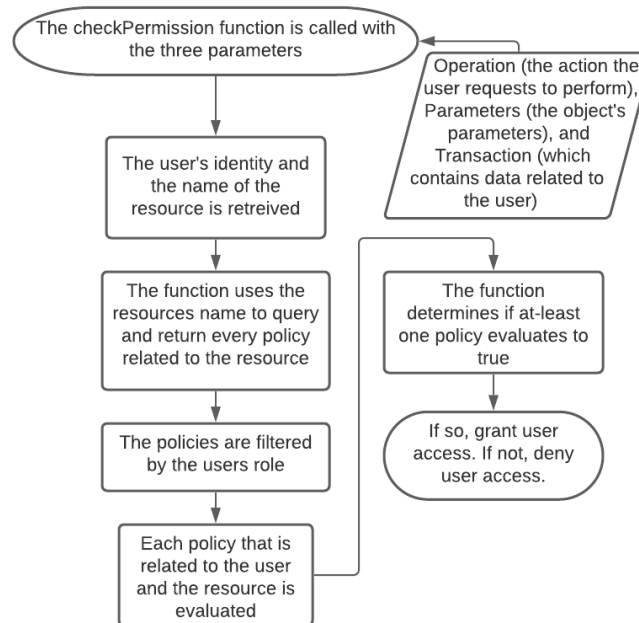 The checkPermission function is called with
the three parameters
Operation (the action the
user requests to perform),
Parameters (the object's
parameters), and
Transaction (which
contains data related to
the user)
The user's identity and
the name of the
resource is retreived
The function uses the
resources name to query
and return every policy
related to the resource
The policies are filtered
by the users role
Each policy that is
related to the user
and the resource is
evaluated
The function
determines if at-least
one policy evaluates to
true
If so, grant user
access. If not, deny
user access.